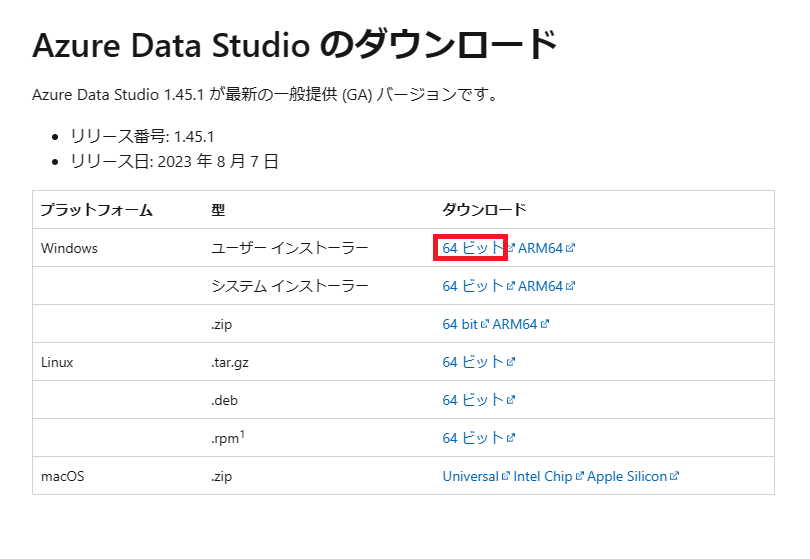 Azure Data Studio のダウンロード
Azure Data Studio 1.45.1 が最新の一般提供 (GA) バージョンです。
• リリース番号: 1.45.1
• リリース日: 2023 年 8 月 7 日
プラットフォーム 型 ダウンロード
Windows ユーザー インストーラー 64 ビット ARM64
システム インストーラー 64 ビット ARM64
.zip 64 bit ARM64
Linux .tar.gz 64 ビット
.deb 64 ビット
.rpm1 64 ビット
macOS .zip Universal Intel Chip Apple Silicon